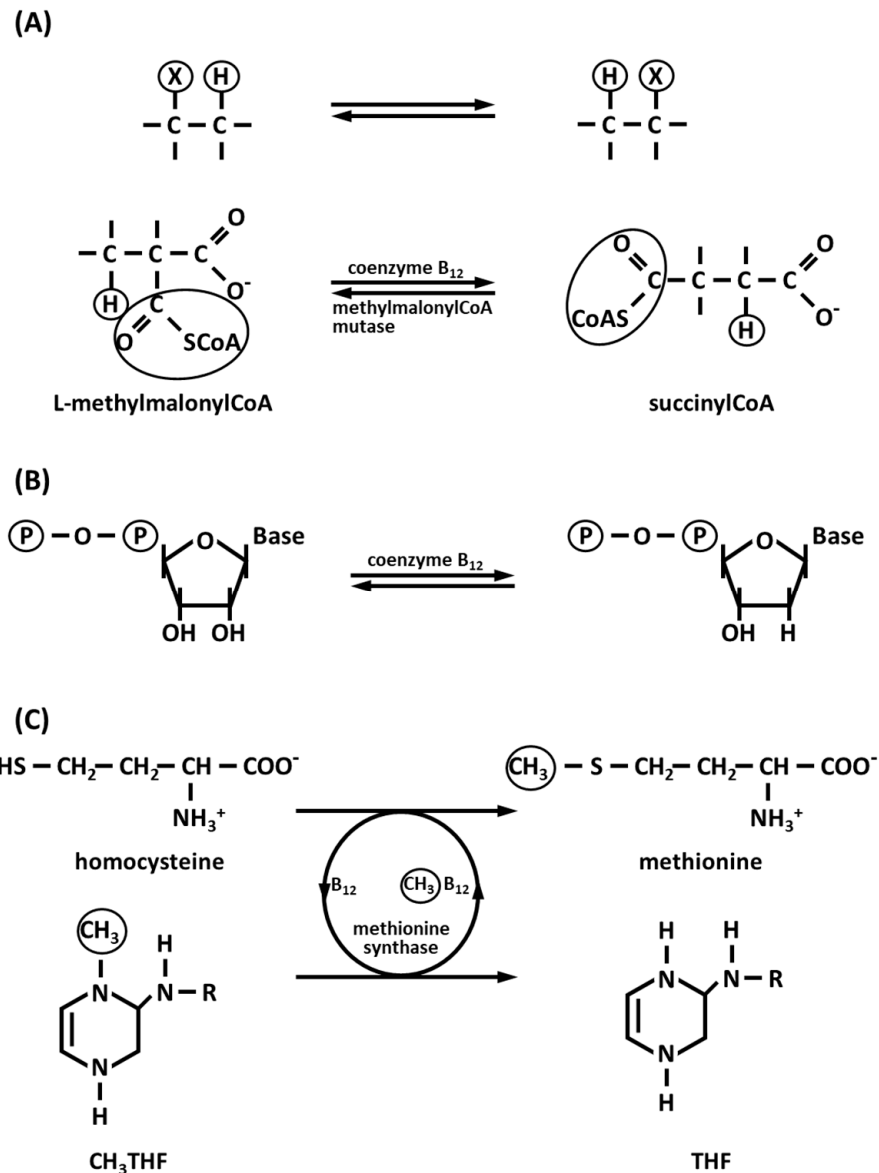 (A)
X H H X
– C – C – – C – C –
O O O
– C – C – C C – C – C – C
H C O⁻ coenzyme B₁₂ CoAS H O⁻
O SCoA methylmalonylCoA
mutase
L-methylmalonylCoA succinylCoA
(B)
P – O – P O Base coenzyme B₁₂ P – O – P O Base
OH OH OH H
(C)
HS – CH₂ – CH₂ – CH – COO⁻ CH₃ – S – CH₂ – CH₂ – CH – COO⁻
NH₃⁺ NH₃⁺
homocysteine methionine
B₁₂ CH₃ B₁₂
methionine
synthase
CH₃ H H H
N N – R N N – R
N N
H H
CH₃THF THF